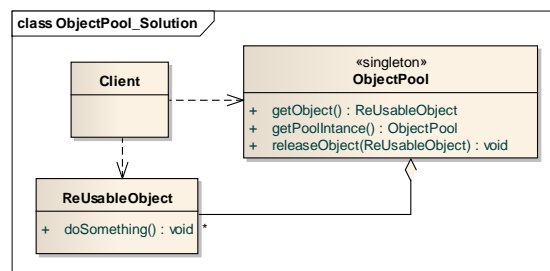 class ObjectPool_Solution
«singleton»
ObjectPool
+ getObject() : ReUsableObject
+ getPoolIntance() : ObjectPool
+ releaseObject(ReUsableObject) : void
Client
ReUsableObject
+ doSomething() : void
*